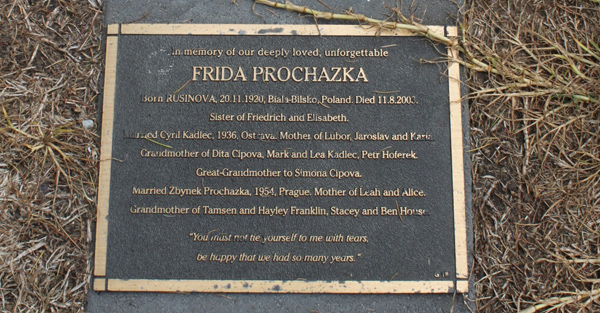 In memory of our deeply loved, unforgettable
FRIDA PROCHAZKA
Born RUSINOVA, 20.11.1920, Biala-Bilsko, Poland. Died 11.8.2003.
Sister of Friedrich and Elisabeth.
Married Cyril Kadlec, 1936, Ostrava. Mother of Lubor, Jaroslav and Karin.
Grandmother of Dita Cipova, Mark and Lea Kadlec, Petr Hoferek.
Great-Grandmother to Simona Cipova.
Married Zbynek Prochazka, 1954, Prague. Mother of Leah and Alice.
Grandmother of Tamsen and Hayley Franklin, Stacey and Ben House.
"You must not tie yourself to me with tears,
be happy that we had so many years."